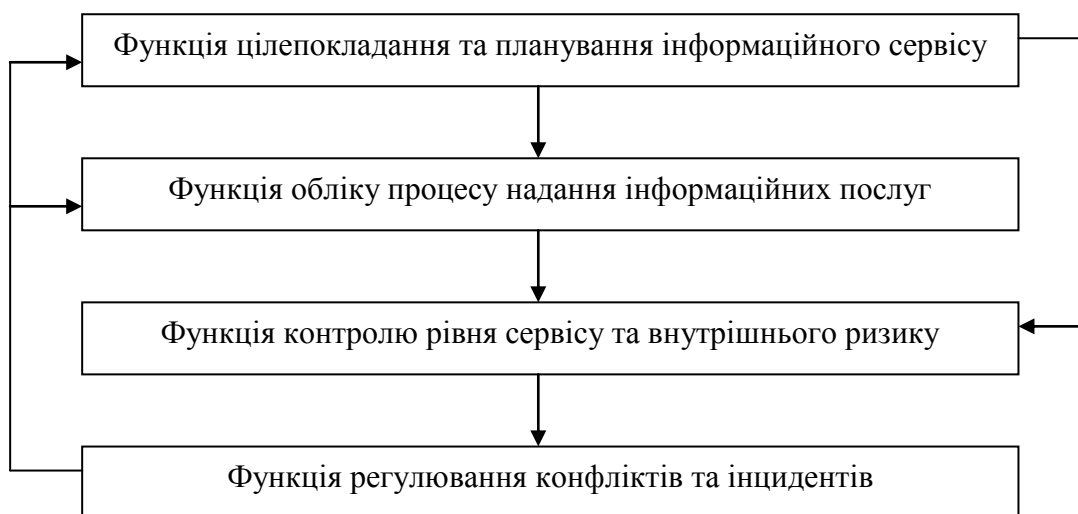 Функція цілепокладання та планування інформаційного сервісу
Функція обліку процесу надання інформаційних послуг
Функція контролю рівня сервісу та внутрішнього ризику
Функція регулювання конфліктів та інцидентів